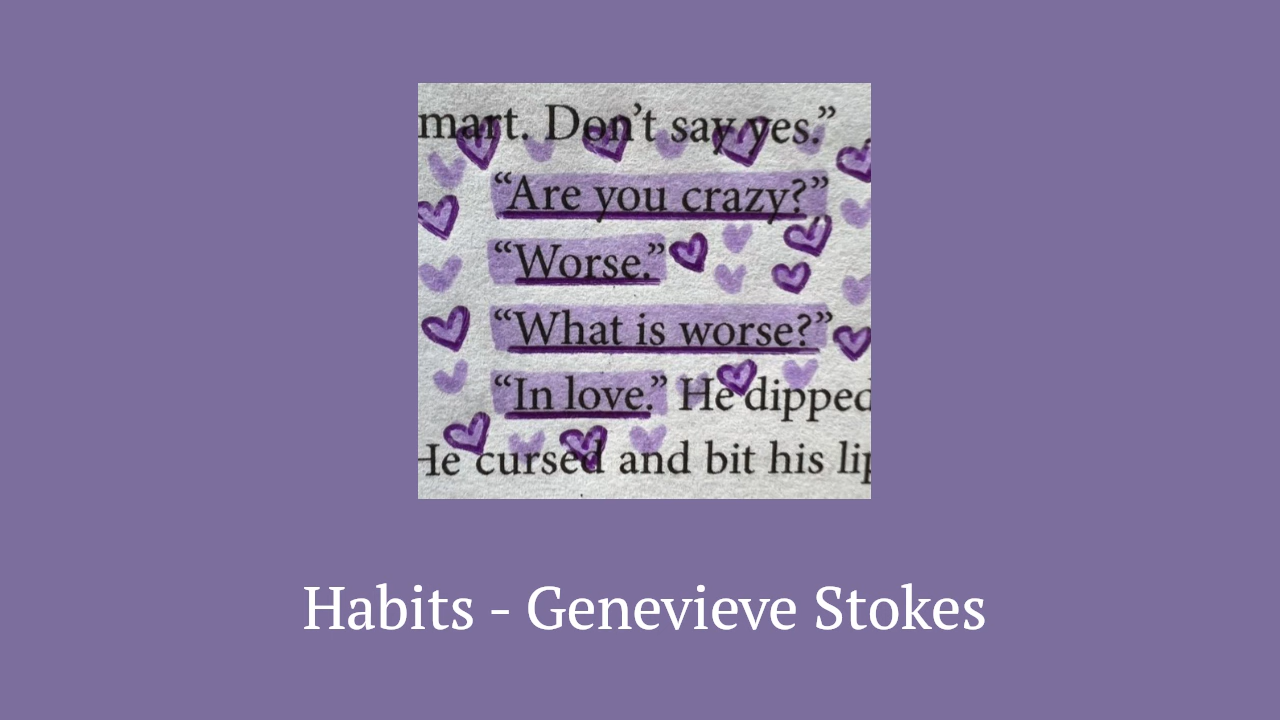 mart. Don't say yes.”
“Are you crazy?”
“Worse.”
“What is worse?”
“In love.” He dipped
He cursed and bit his lip
Habits - Genevieve Stokes